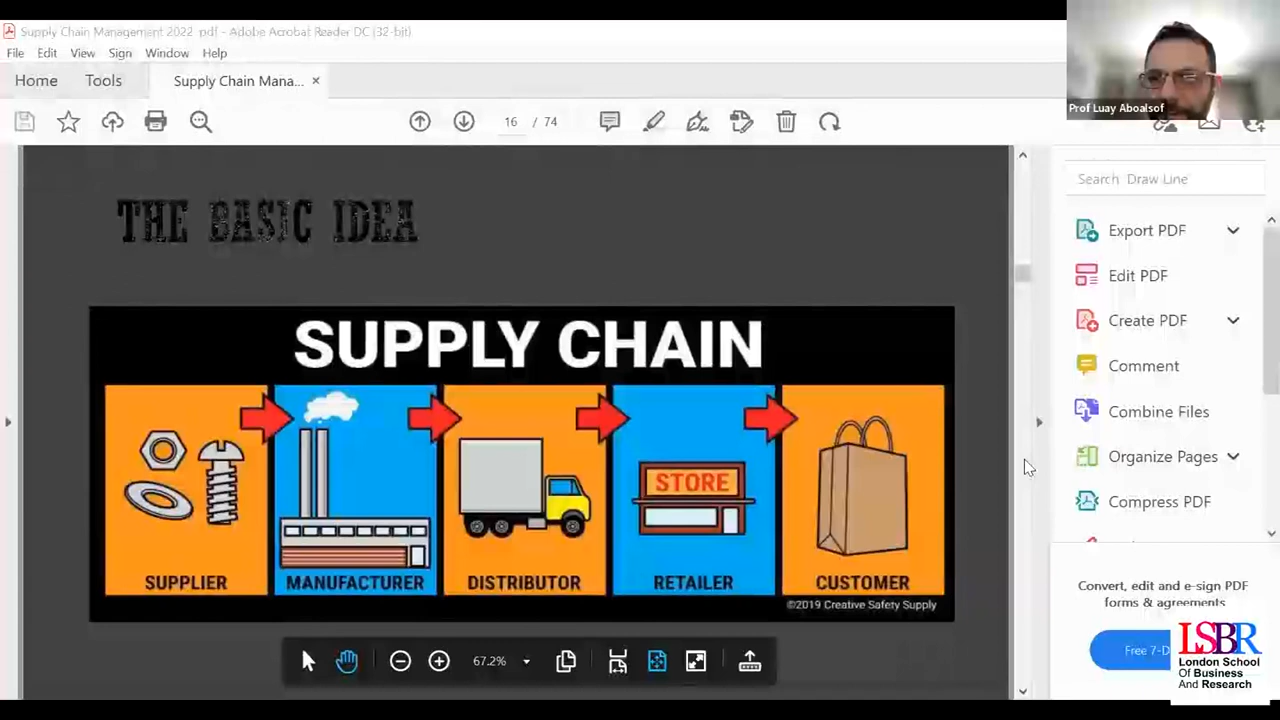 Supply Chain Management 2022 .pdf - Adobe Acrobat Reader DC (32-bit)
File Edit View Sign Window Help
Home Tools Supply Chain Mana... ×
16 / 74
Prof Luay Aboalsof
THE BASIC IDEA
SUPPLY CHAIN
STORE
SUPPLIER MANUFACTURER DISTRIBUTOR RETAILER CUSTOMER
©2019 Creative Safety Supply
67.2%
Search Draw Line
Export PDF
Edit PDF
Create PDF
Comment
Combine Files
Organize Pages
Compress PDF
Convert, edit and e-sign PDF
forms & agreements
Free 7-D
LSBR
London School
Of Business
And Research